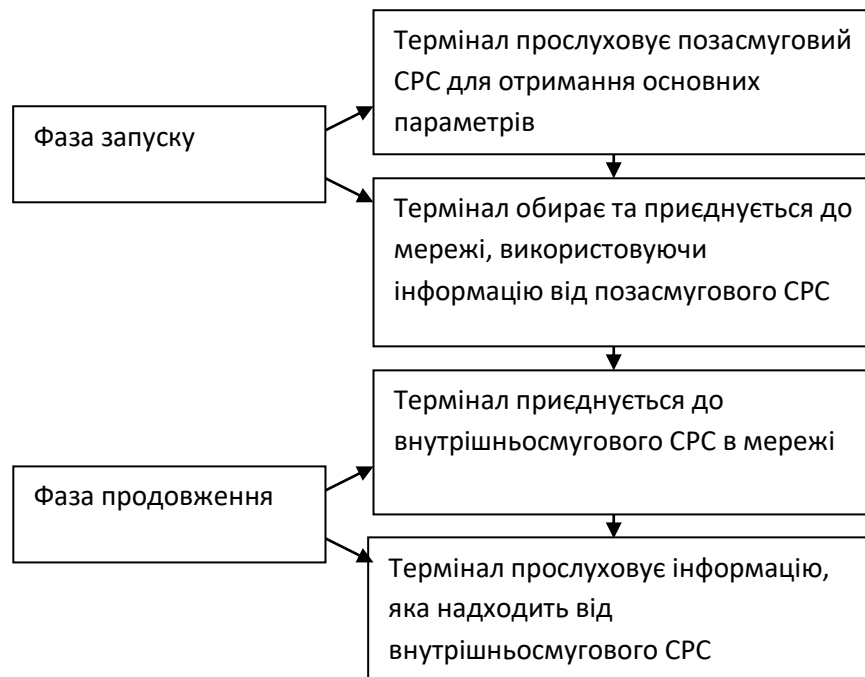 Термінал прослуховує позасмуговий
СРС для отримання основних
параметрів
Фаза запуску
Термінал обирає та приєднується до
мережі, використовуючи
інформацію від позасмугового СРС
Термінал приєднується до
внутрішньосмугового СРС в мережі
Фаза продовження
Термінал прослуховує інформацію,
яка надходить від
внутрішньосмугового СРС